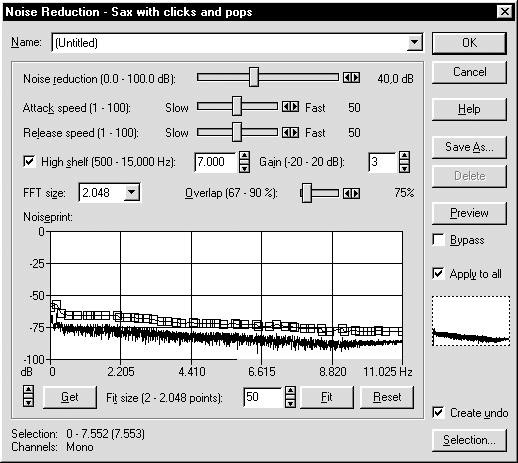 Noise Reduction - Sax with clicks and pops
Name: (Untitled)
OK
Noise reduction (0.0 - 100.0 dB): 40,0 dB
Cancel
Attack speed (1 - 100): Slow Fast 50
Help
Release speed (1 - 100): Slow Fast 50
High shelf (500 - 15,000 Hz): 7.000 Gain (-20 - 20 dB): 3
Save As...
Delete
FFT size: 2.048 Overlap (67 - 90 %): 75%
Preview
Noiseprint:
Bypass
0
-25
-50
-75
-100
Apply to all
dB 0 2.205 4.410 6.615 8.820 11.025 Hz
Get Fit size (2 - 2.048 points): 50 Fit Reset
Create undo
Selection: 0 - 7.552 (7.553)
Channels: Mono
Selection...